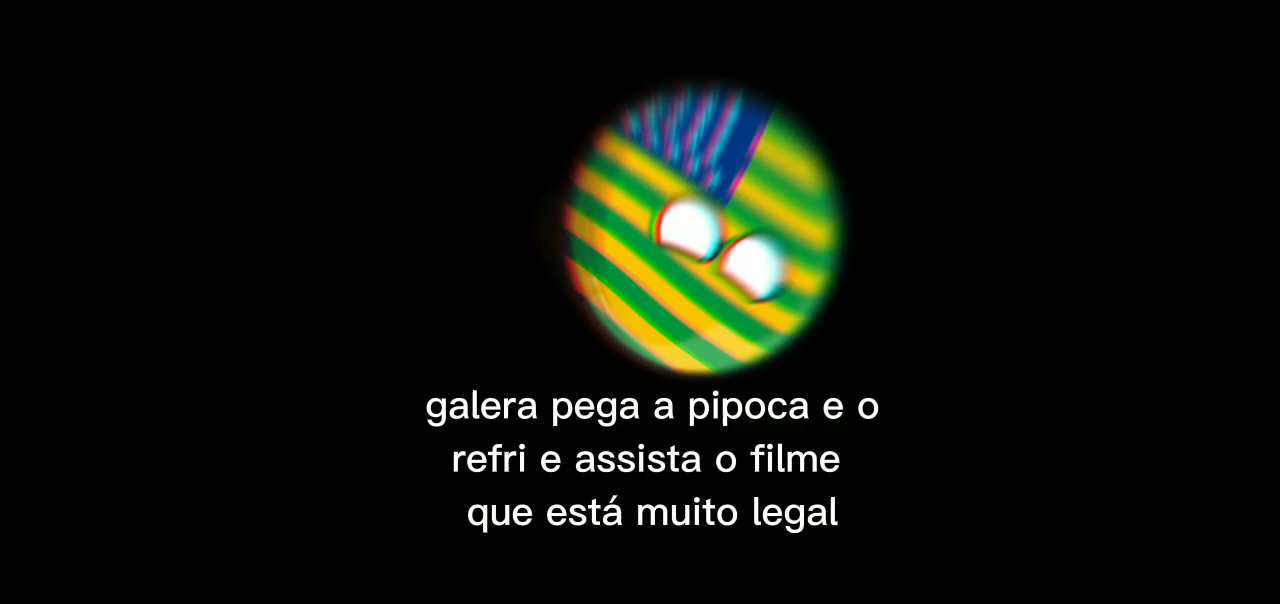 galera pega a pipoca e o
refri e assista o filme
que está muito legal